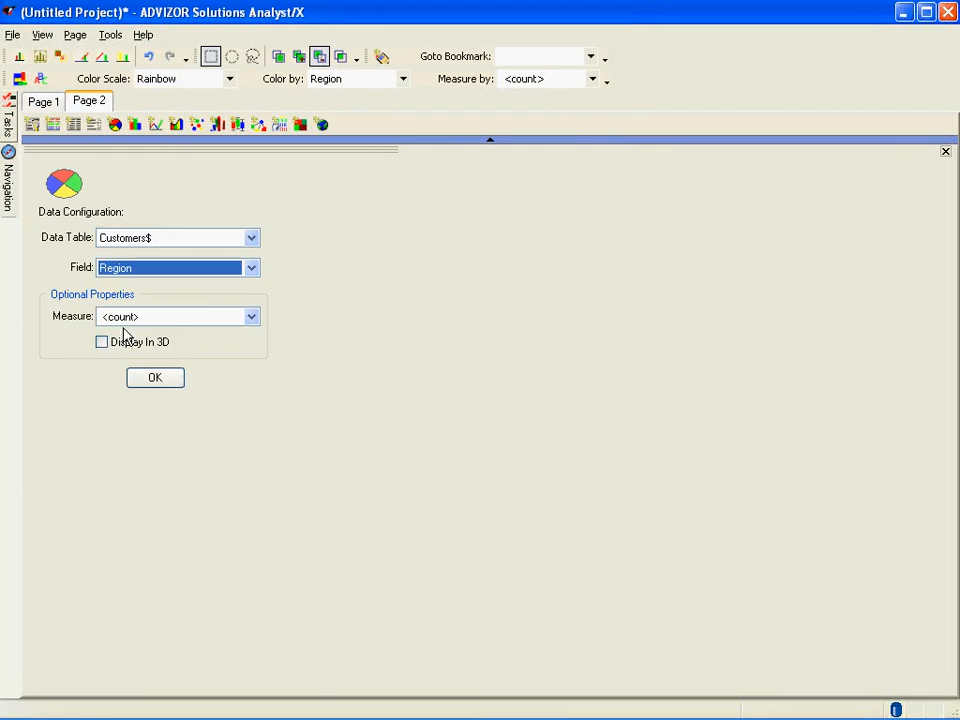 (Untitled Project)* - ADVIZOR Solutions Analyst/X
File View Page Tools Help
Goto Bookmark:
Color Scale: Rainbow Color by: Region Measure by: <count>
Page 1 Page 2
Tasks
Navigation
Data Configuration:
Data Table: Customers$
Field: Region
Optional Properties
Measure: <count>
Display In 3D
OK